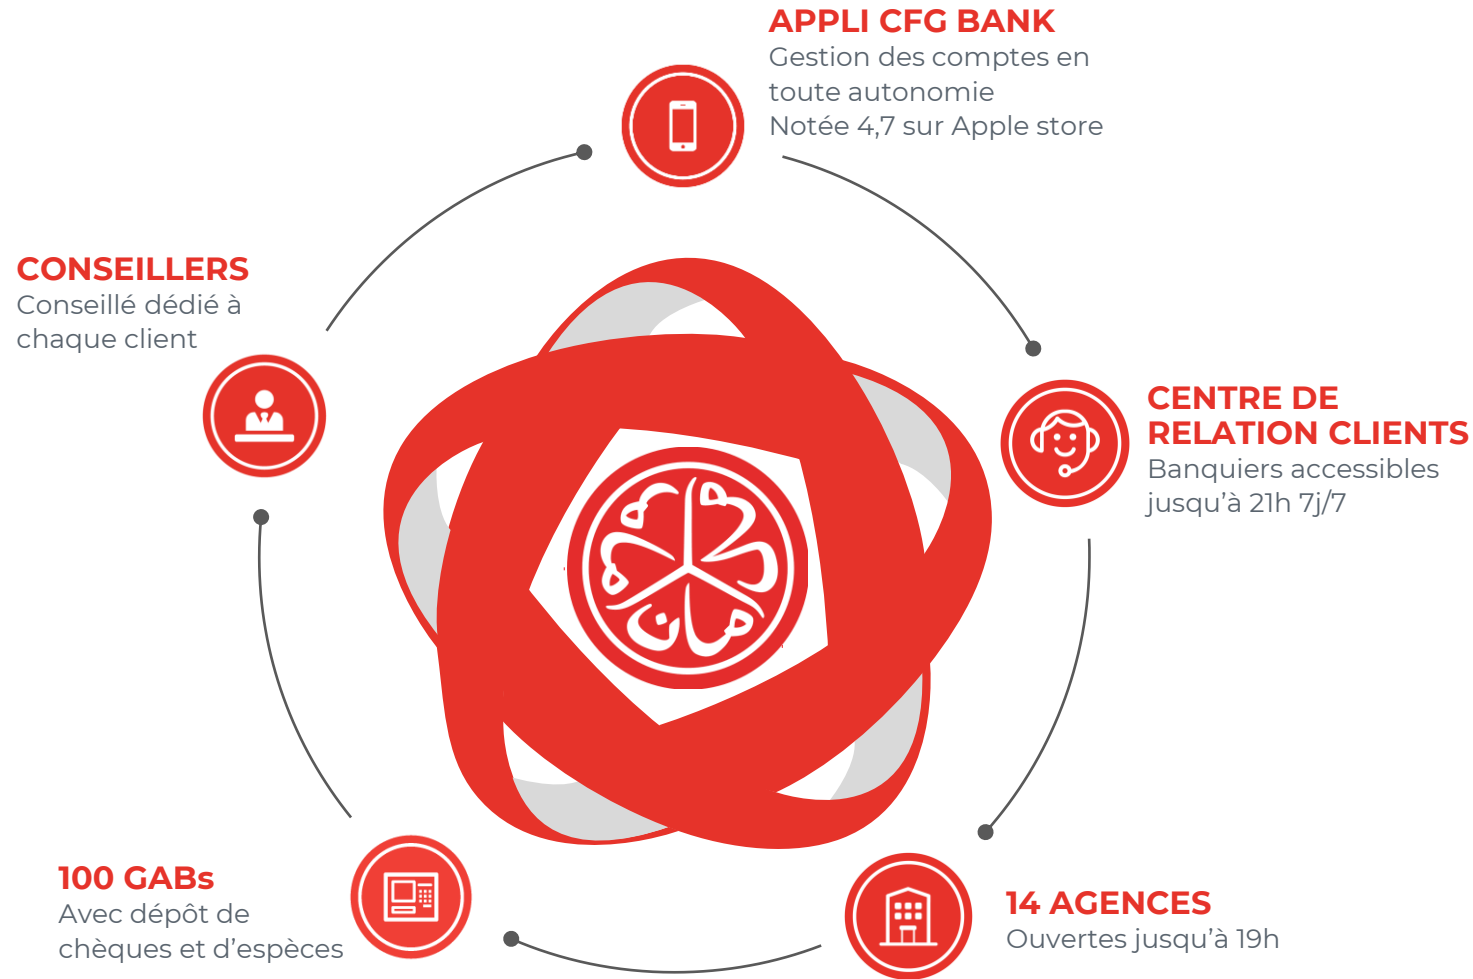 APPLI CFG BANK
Gestion des comptes en
toute autonomie
Notée 4,7 sur Apple store
CONSEILLERS
Conseillé dédié à
chaque client
CENTRE DE
RELATION CLIENTS
Banquiers accessibles
jusqu’à 21h 7j/7
100 GABs
Avec dépôt de
chèques et d’espèces
14 AGENCES
Ouvertes jusqu’à 19h